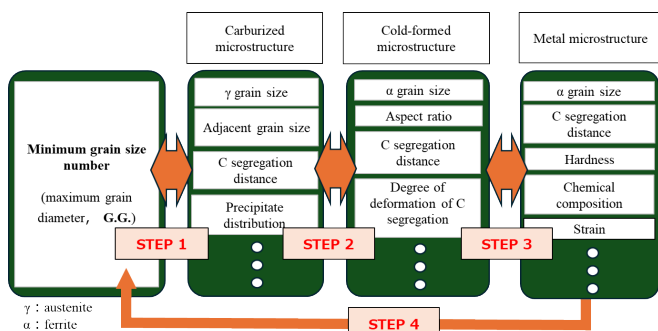 Carburized
microstructure
Cold-formed
microstructure
Metal microstructure
Minimum grain size
number
(maximum grain
diameter, G.G.)
γ grain size
Adjacent grain size
C segregation
distance
Precipitate
distribution
α grain size
Aspect ratio
C segregation
distance
Degree of
deformation of C
segregation
α grain size
C segregation
distance
Hardness
Chemical
composition
Strain
STEP 1
STEP 2
STEP 3
STEP 4
γ：austenite
α：ferrite